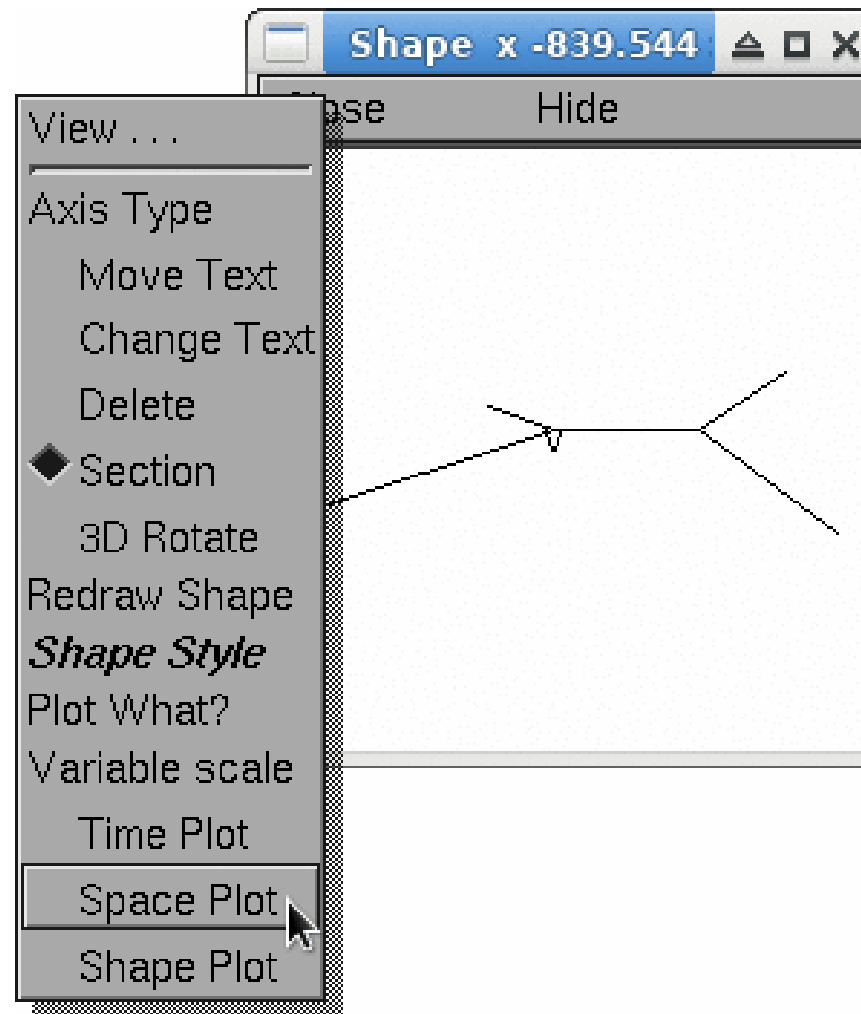 Shape x -839.544
Close Hide
View . . .
Axis Type
Move Text
Change Text
Delete
Section
3D Rotate
Redraw Shape
Shape Style
Plot What?
Variable scale
Time Plot
Space Plot
Shape Plot